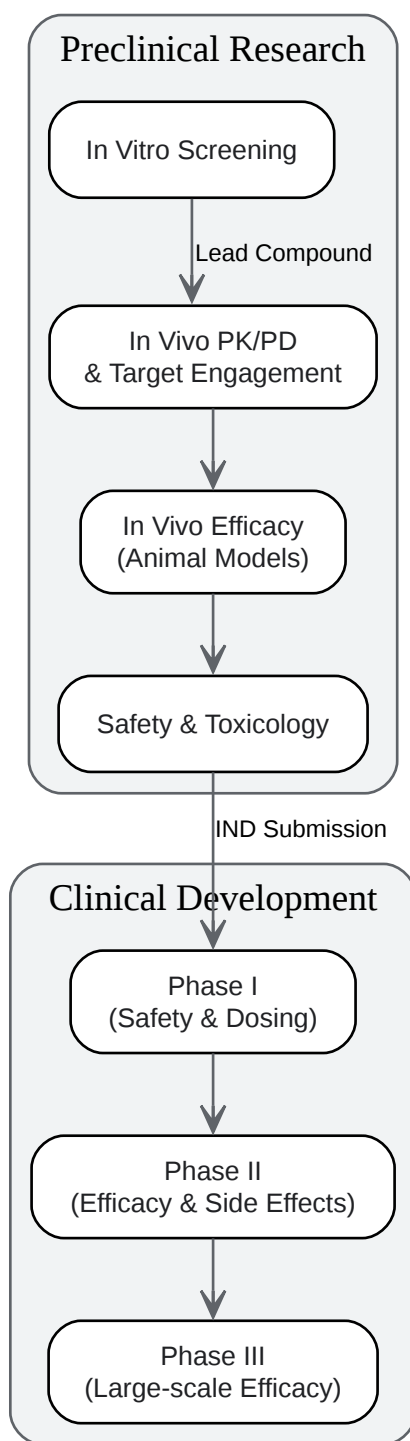 Preclinical Research
In Vitro Screening
Lead Compound
In Vivo PK/PD
& Target Engagement
In Vivo Efficacy
(Animal Models)
Safety & Toxicology
IND Submission
Clinical Development
Phase I
(Safety & Dosing)
Phase II
(Efficacy & Side Effects)
Phase III
(Large-scale Efficacy)